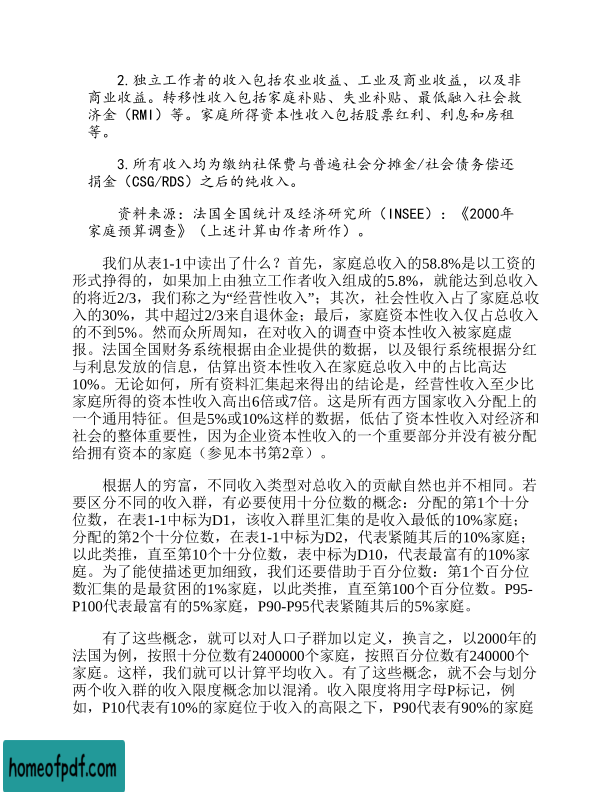 2.独立工作者的收入包括农业收益、工业及商业收益，以及非
商业收益。转移性收入包括家庭补贴、失业补贴、最低融入社会救
济金（RMI）等。家庭所得资本性收入包括股票红利、利息和房租
等。
3.所有收入均为缴纳社保费与普遍社会分摊金/社会债务偿还
捐金（CSG/RDS）之后的纯收入。
资料来源：法国全国统计及经济研究所（INSEE）：《2000年
家庭预算调查》（上述计算由作者所作）。
我们从表1-1中读出了什么？首先，家庭总收入的58.8%是以工资的
形式挣得的，如果加上由独立工作者收入组成的5.8%，就能达到总收入
的将近2/3，我们称之为“经营性收入”；其次，社会性收入占了家庭总收
入的30%，其中超过2/3来自退休金；最后，家庭资本性收入仅占总收入
的不到5%。然而众所周知，在对收入的调查中资本性收入被家庭虚
报。法国全国财务系统根据由企业提供的数据，以及银行系统根据分红
与利息发放的信息，估算出资本性收入在家庭总收入中的占比高达
10%。无论如何，所有资料汇集起来得出的结论是，经营性收入至少比
家庭所得的资本性收入高出6倍或7倍。这是所有西方国家收入分配上的
一个通用特征。但是5%或10%这样的数据，低估了资本性收入对经济和
社会的整体重要性，因为企业资本性收入的一个重要部分并没有被分配
给拥有资本的家庭（参见本书第2章）。
根据人的穷富，不同收入类型对总收入的贡献自然也并不相同。若
要区分不同的收入群，有必要使用十分位数的概念：分配的第1个十分
位数，在表1-1中标为D1，该收入群里汇集的是收入最低的10%家庭；
分配的第2个十分位数，在表1-1中标为D2，代表紧随其后的10%家庭；
以此类推，直至第10个十分位数，表中标为D10，代表最富有的10%家
庭。为了能使描述更加细致，我们还要借助于百分位数：第1个百分位
数汇集的是最贫困的1%家庭，以此类推，直至第100个百分位数。P95-
P100代表最富有的5%家庭，P90-P95代表紧随其后的5%家庭。
有了这些概念，就可以对人口子群加以定义，换言之，以2000年的
法国为例，按照十分位数有2400000个家庭，按照百分位数有240000个
家庭。这样，我们就可以计算平均收入。有了这些概念，就不会与划分
两个收入群的收入限度概念加以混淆。收入限度将用字母P标记，例
如，P10代表有10%的家庭位于收入的高限之下，P90代表有90%的家庭
homeofpdf.com